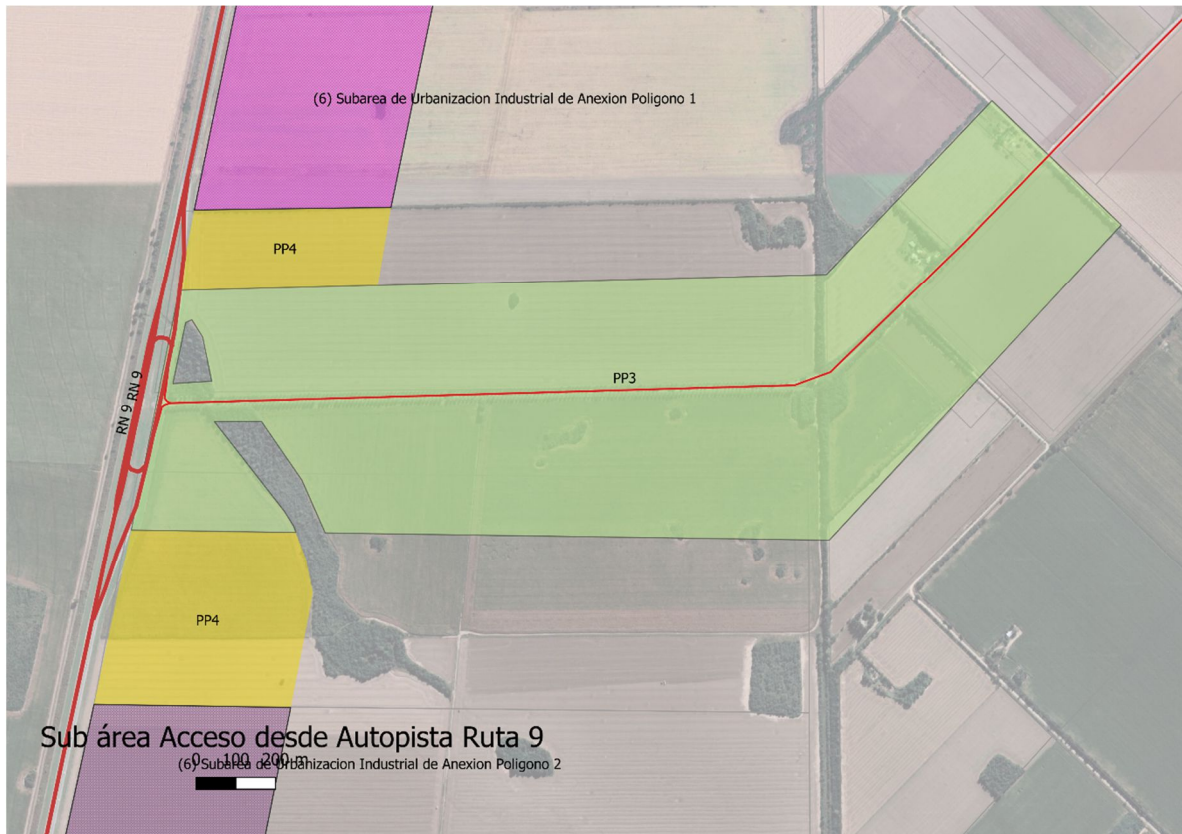 (6) Subarea de Urbanizacion Industrial de Anexion Poligono 1
PP4
PP3
RN 9 RN 9
PP4
Sub área Acceso desde Autopista Ruta 9
0 100 200 m
(6) Subarea de Urbanizacion Industrial de Anexion Poligono 2